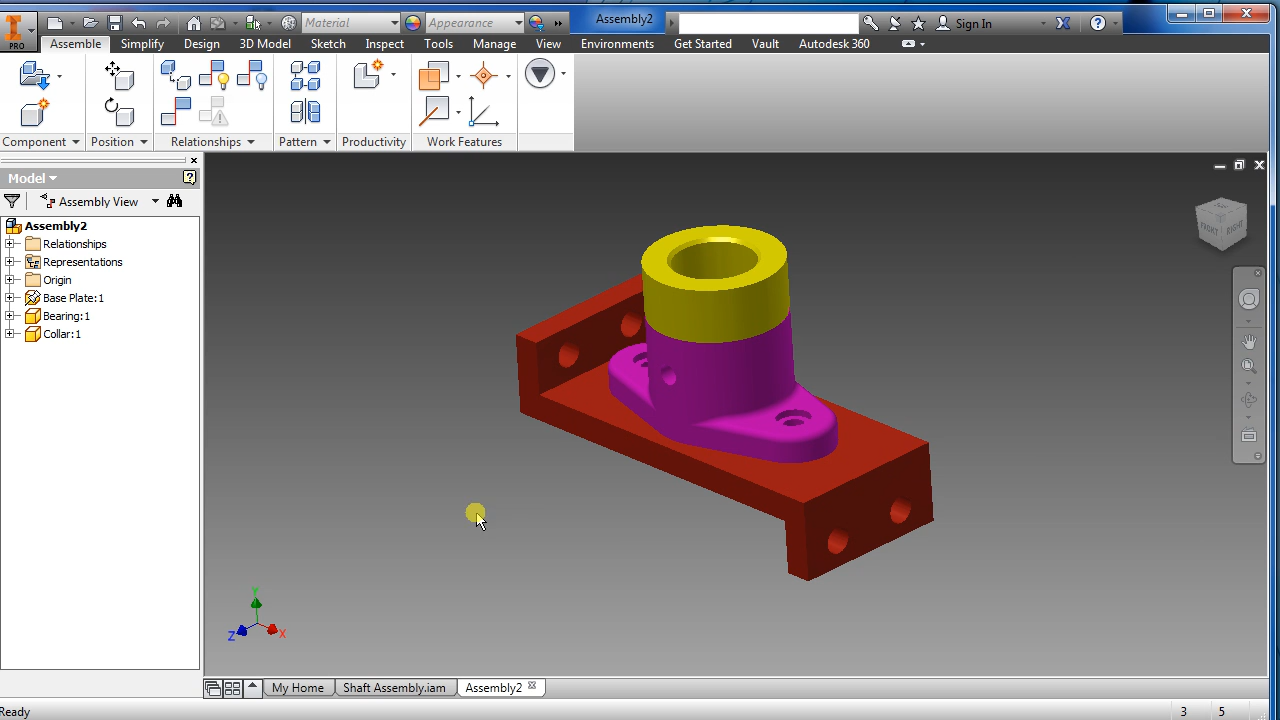 PRO
Material
Appearance
Assembly2
Sign In
Assemble Simplify Design 3D Model Sketch Inspect Tools Manage View Environments Get Started Vault Autodesk 360
Component Position Relationships Pattern Productivity Work Features
Model
Assembly View
Assembly2
Relationships
Representations
Origin
Base Plate:1
Bearing:1
Collar:1
FRONT RIGHT
Y
Z X
My Home Shaft Assembly.iam Assembly2
Ready 3 5